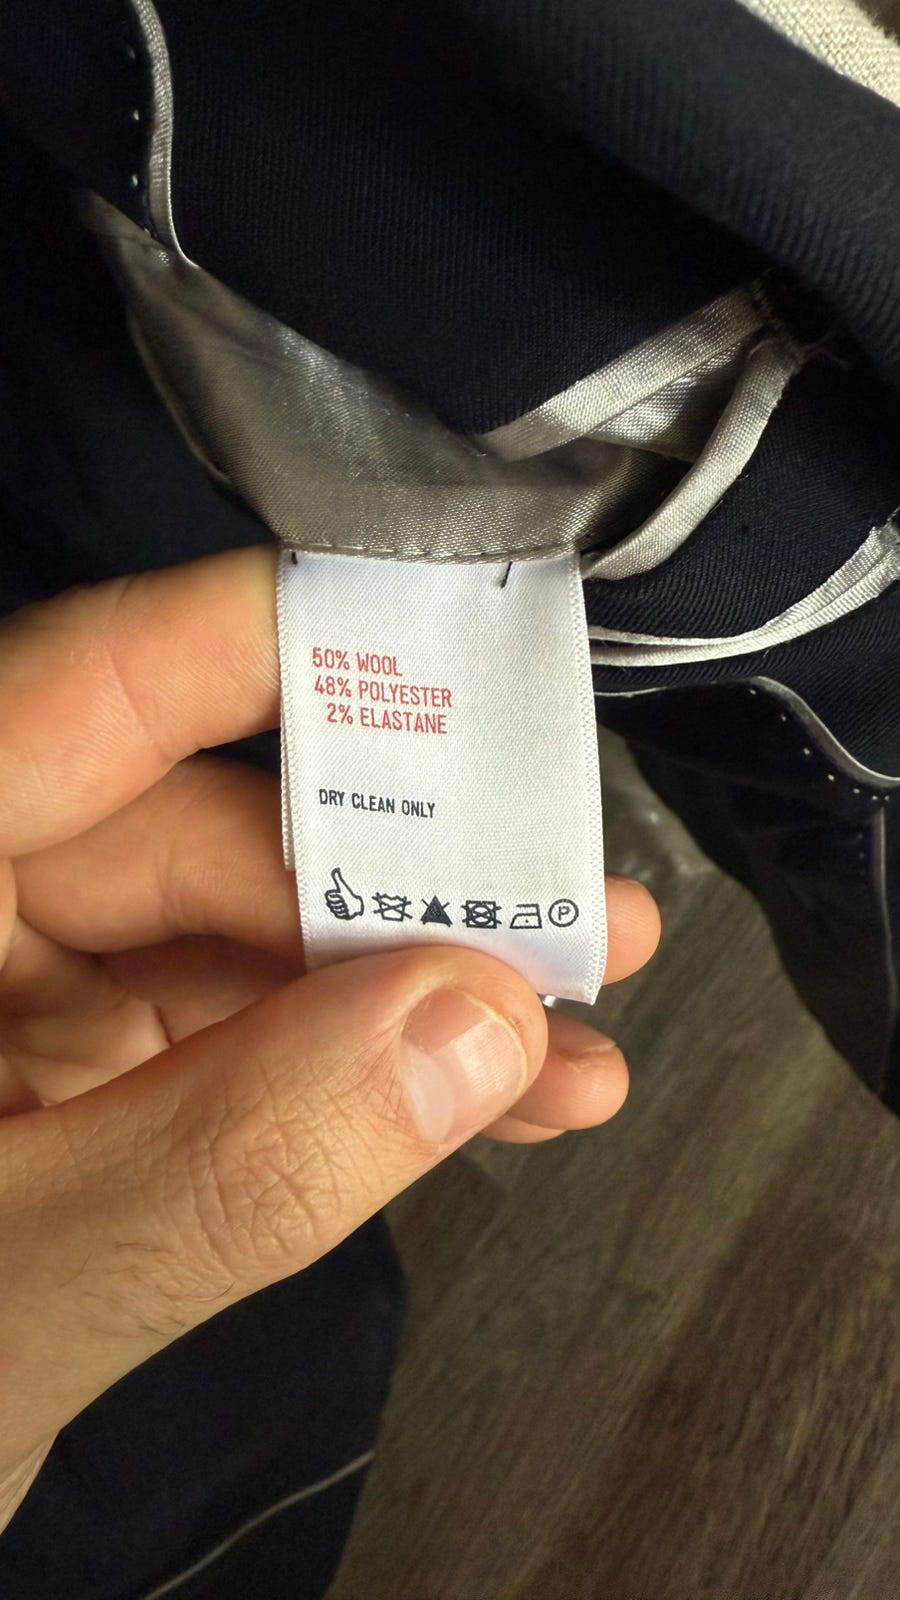 50% WOOL
48% POLYESTER
2% ELASTANE
DRY CLEAN ONLY
P